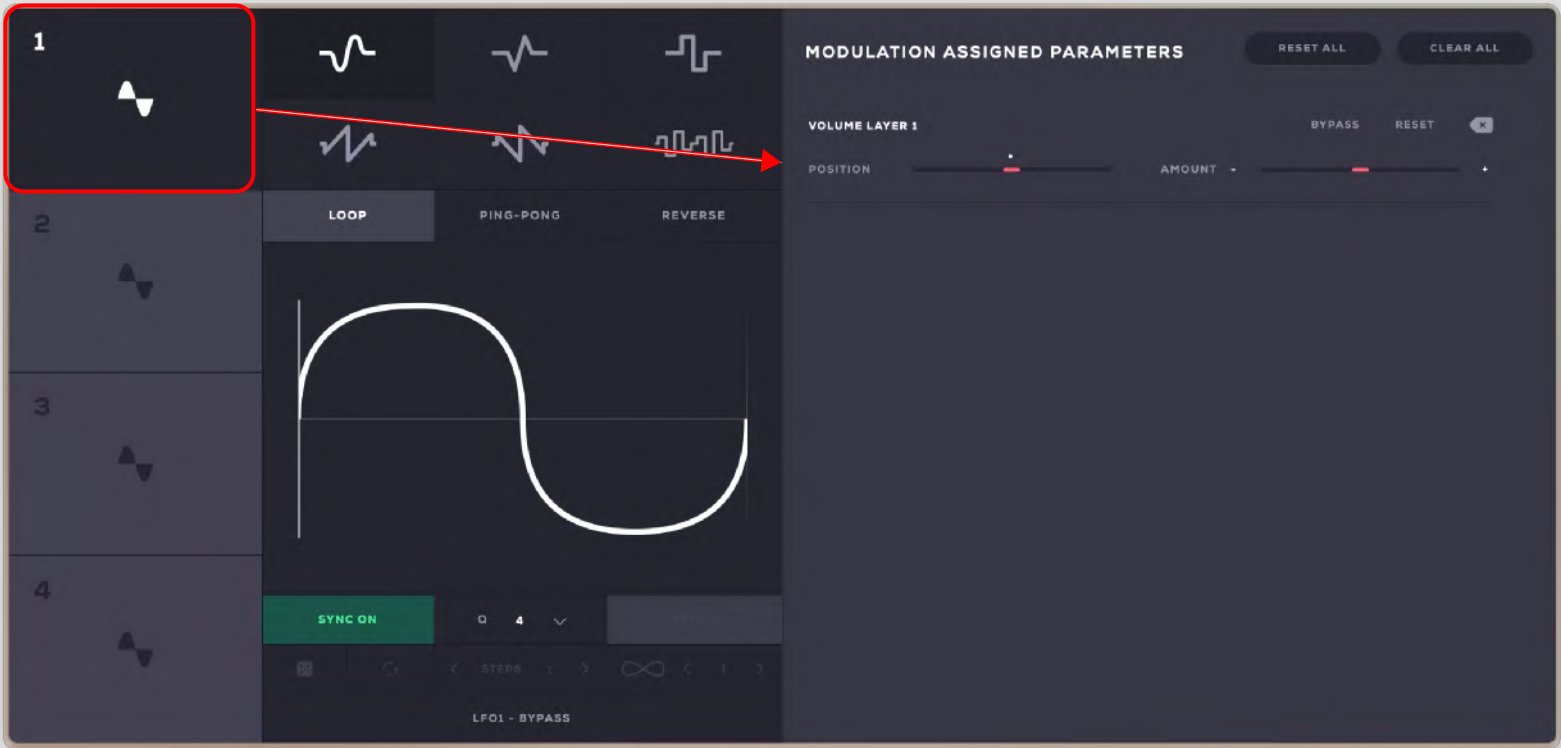 1
MODULATION ASSIGNED PARAMETERS
RESET ALL
CLEAR ALL
VOLUME LAYER 1
BYPASS
RESET
POSITION
AMOUNT - +
2
LOOP
PING-PONG
REVERSE
3
4
SYNC ON
4
STEPS
LFO1 - BYPASS